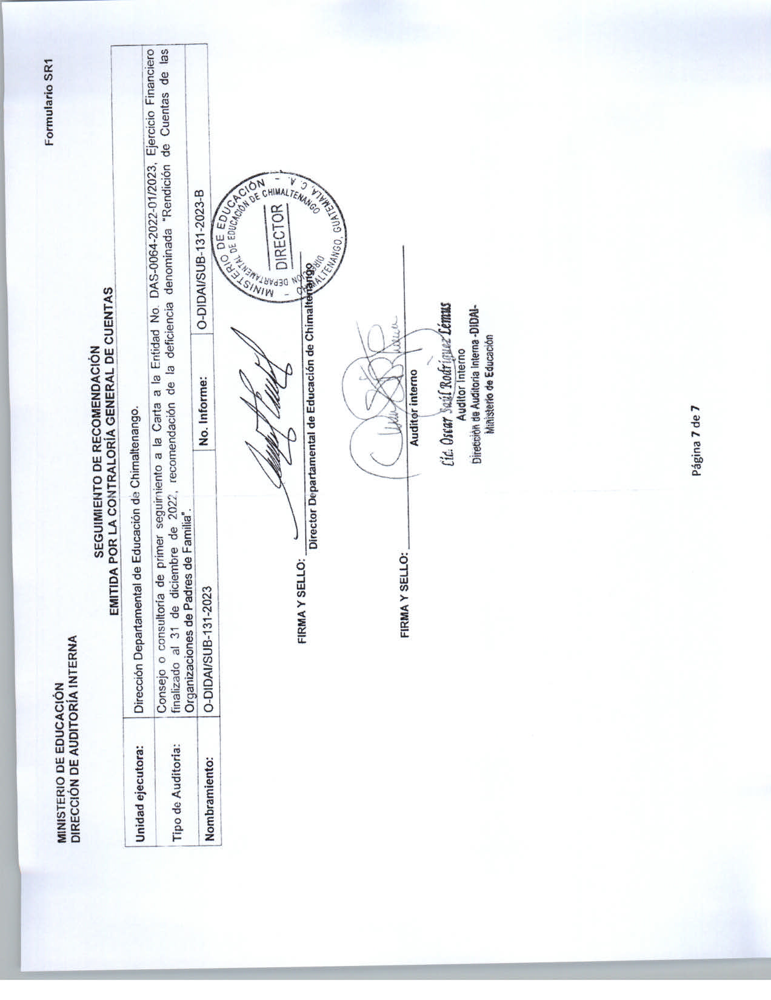 Formulario SR1
MINISTERIO DE EDUCACIÓN
DIRECCIÓN DE AUDITORÍA INTERNA
SEGUIMIENTO DE RECOMENDACIÓN
EMITIDA POR LA CONTRALORÍA GENERAL DE CUENTAS
Unidad ejecutora: Dirección Departamental de Educación de Chimaltenango.
Tipo de Auditoria: Consejo o consultoría de primer seguimiento a la Carta a la Entidad No. DAS-0064-2022-01/2023, Ejercicio Financiero
finalizado al 31 de diciembre de 2022, recomendación de la deficiencia denominada "Rendición de Cuentas de las
Organizaciones de Padres de Familia".
Nombramiento: O-DIDAI/SUB-131-2023 No. Informe: O-DIDAI/SUB-131-2023-B
MINISTERIO DE EDUCACIÓN
DIRECCIÓN DEPARTAMENTAL DE EDUCACIÓN DE CHIMALTENANGO
DIRECTOR
CHIMALTENANGO, GUATEMALA, C. A.
FIRMA Y SELLO:
Director Departamental de Educación de Chimaltenango
FIRMA Y SELLO:
Auditor interno
Lic. Oscar Saúl Rodríguez Lémus
Auditor Interno
Dirección de Auditoria Interna -DIDAI-
Ministerio de Educación
Página 7 de 7